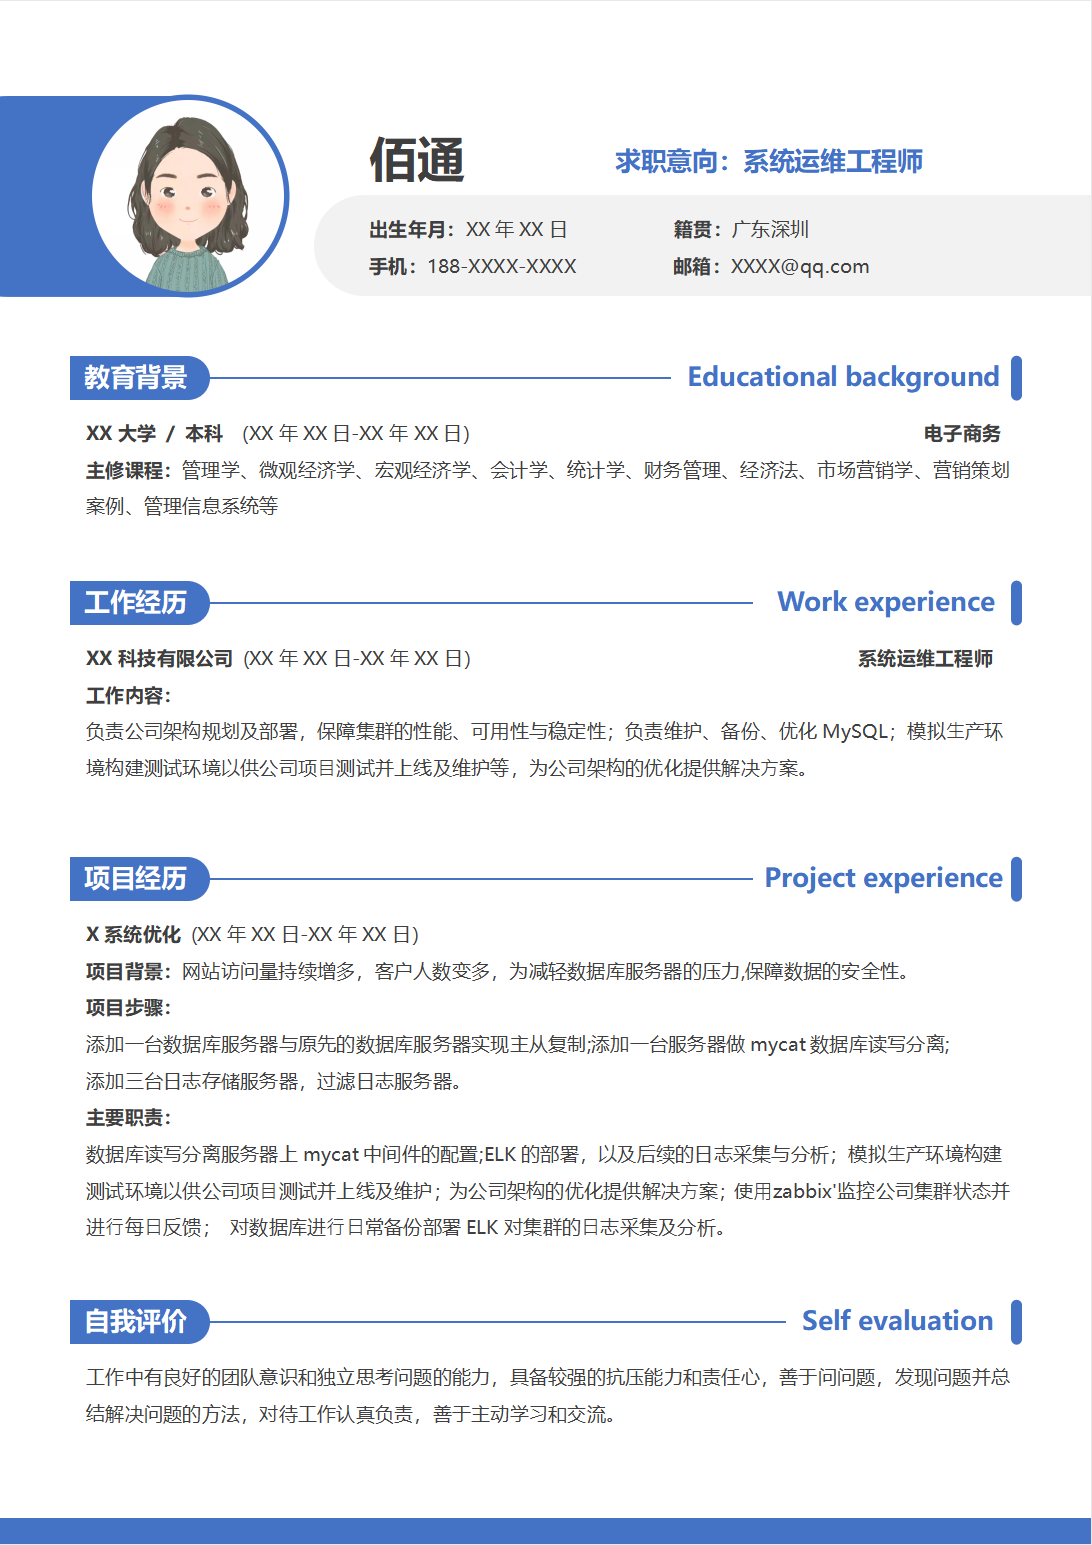 佰通
求职意向：系统运维工程师
出生年月：XX 年 XX 日 籍贯：广东深圳
手机：188-XXXX-XXXX 邮箱：XXXX@qq.com
教育背景 Educational background
XX 大学 / 本科 (XX 年 XX 日-XX 年 XX 日) 电子商务
主修课程：管理学、微观经济学、宏观经济学、会计学、统计学、财务管理、经济法、市场营销学、营销策划
案例、管理信息系统等
工作经历 Work experience
XX 科技有限公司 (XX 年 XX 日-XX 年 XX 日) 系统运维工程师
工作内容：
负责公司架构规划及部署，保障集群的性能、可用性与稳定性；负责维护、备份、优化 MySQL；模拟生产环
境构建测试环境以供公司项目测试并上线及维护等，为公司架构的优化提供解决方案。
项目经历 Project experience
X 系统优化 (XX 年 XX 日-XX 年 XX 日)
项目背景：网站访问量持续增多，客户人数变多，为减轻数据库服务器的压力,保障数据的安全性。
项目步骤：
添加一台数据库服务器与原先的数据库服务器实现主从复制;添加一台服务器做 mycat 数据库读写分离;
添加三台日志存储服务器，过滤日志服务器。
主要职责：
数据库读写分离服务器上 mycat 中间件的配置;ELK 的部署，以及后续的日志采集与分析；模拟生产环境构建
测试环境以供公司项目测试并上线及维护；为公司架构的优化提供解决方案；使用zabbix'监控公司集群状态并
进行每日反馈； 对数据库进行日常备份部署 ELK 对集群的日志采集及分析。
自我评价 Self evaluation
工作中有良好的团队意识和独立思考问题的能力，具备较强的抗压能力和责任心，善于问问题，发现问题并总
结解决问题的方法，对待工作认真负责，善于主动学习和交流。